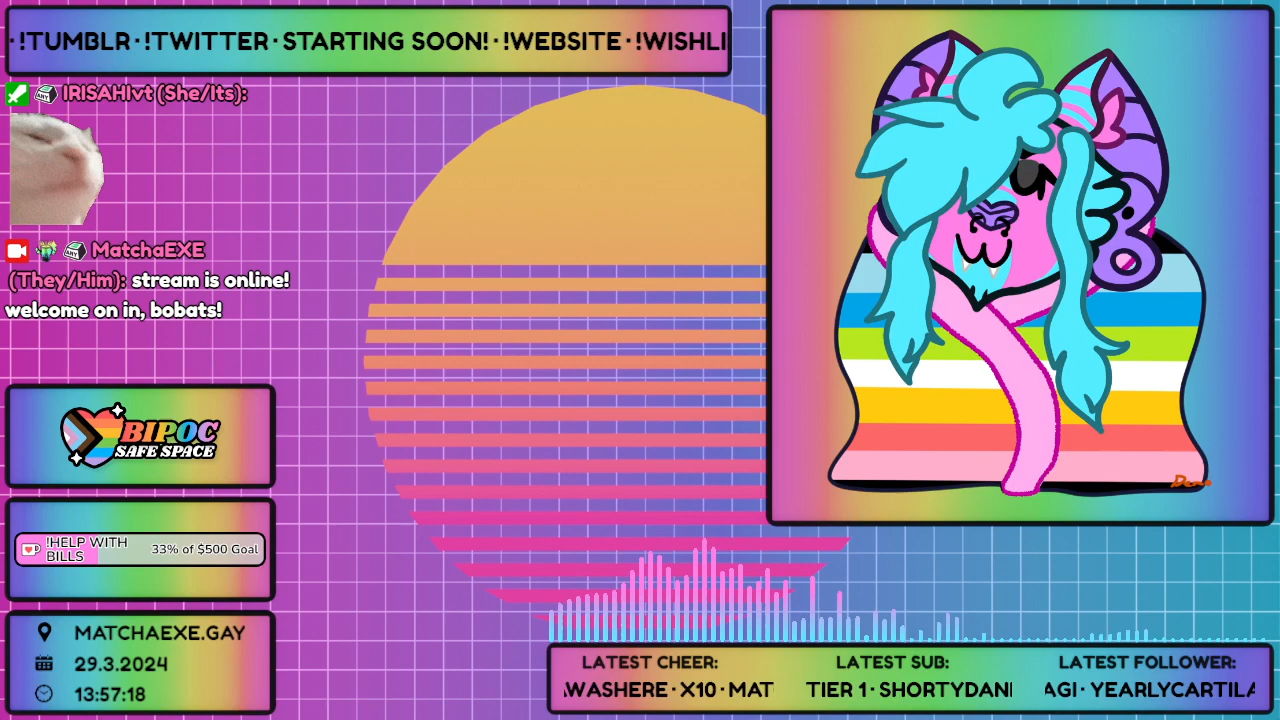 · !TUMBLR · !TWITTER · STARTING SOON! · !WEBSITE · !WISHLI
IRISAHIvt (She/Its):
MatchaEXE
(They/Him): stream is online!
welcome on in, bobats!
BIPOC
SAFE SPACE
!HELP WITH
BILLS
33% of $500 Goal
MATCHAEXE.GAY
29.3.2024
13:57:18
LATEST CHEER:
WASHERE · X10 · MAT
LATEST SUB:
TIER 1 · SHORTYDANI
LATEST FOLLOWER:
AGI · YEARLYCARTILA